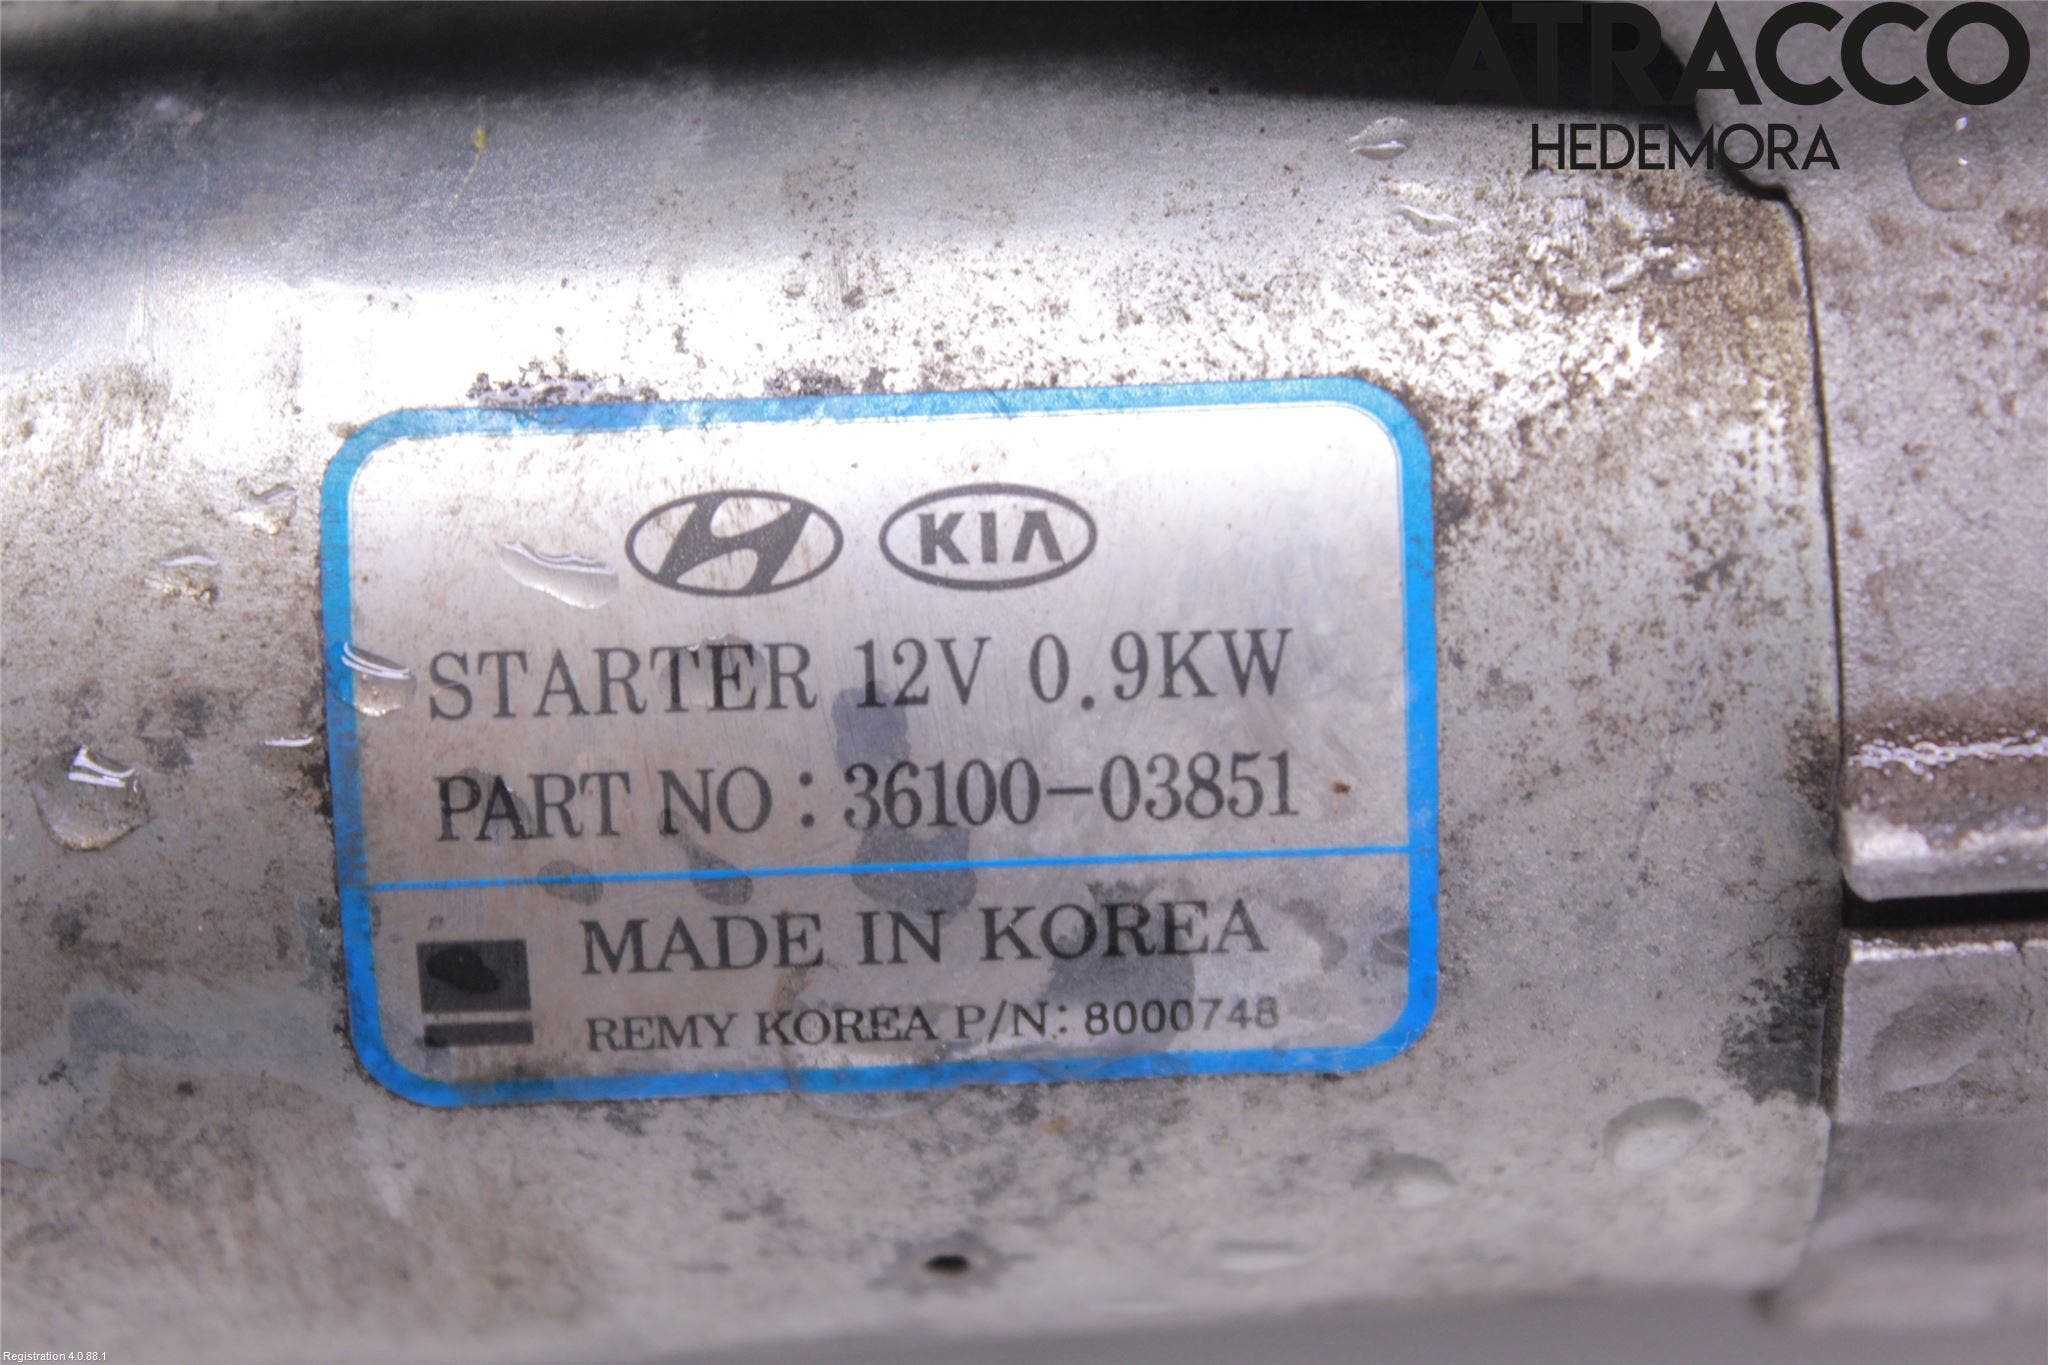 ATRACCO
HEDEMORA
KIA
STARTER 12V 0.9KW
PART NO : 36100-03851
MADE IN KOREA
REMY KOREA P/N: 8000748
Registration 4.0.88.1